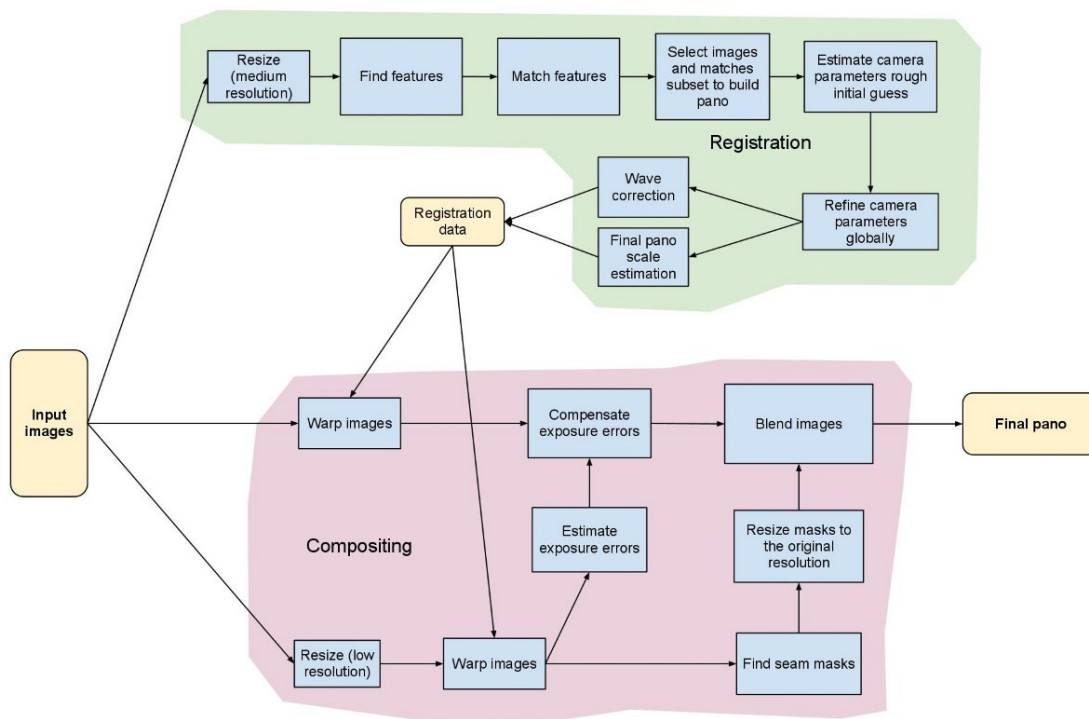 Resize
(medium
resolution)
Find features
Match features
Select images
and matches
subset to build
pano
Estimate camera
parameters rough
initial guess
Registration
Wave
correction
Refine camera
parameters
globally
Registration
data
Final pano
scale
estimation
Input
images
Warp images
Compensate
exposure errors
Blend images
Final pano
Compositing
Estimate
exposure errors
Resize masks to
the original
resolution
Resize (low
resolution)
Warp images
Find seam masks